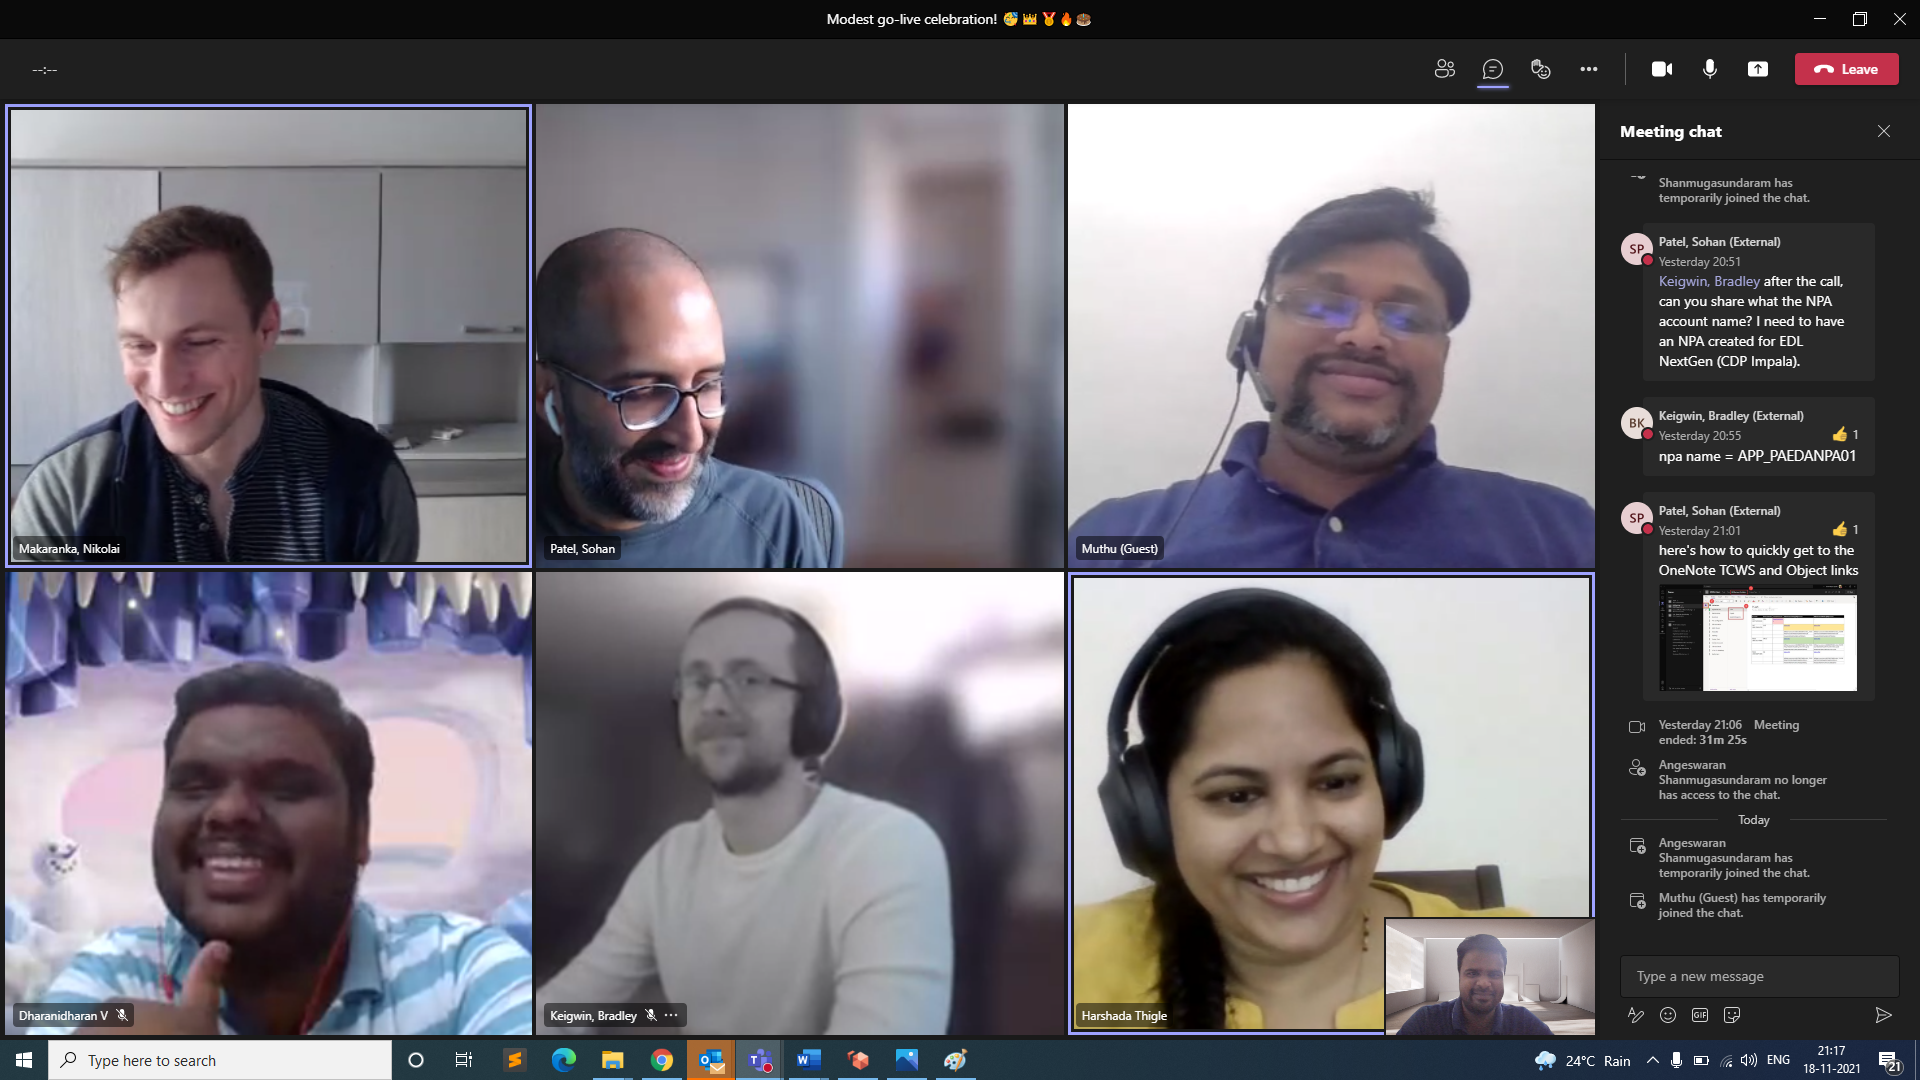 Modest go-live celebration! 🥳👑🏅🔥🎂
--:--
Leave
Makaranka, Nikolai
Patel, Sohan
Muthu (Guest)
Dharanidharan V
Keigwin, Bradley
Harshada Thigle
Meeting chat
Shanmugasundaram has
temporarily joined the chat.
SP
Patel, Sohan (External)
Yesterday 20:51
Keigwin, Bradley after the call,
can you share what the NPA
account name? I need to have
an NPA created for EDL
NextGen (CDP Impala).
BK
Keigwin, Bradley (External)
Yesterday 20:55
👍 1
npa name = APP_PAEDANPA01
SP
Patel, Sohan (External)
Yesterday 21:01
👍 1
here's how to quickly get to the
OneNote TCWS and Object links
Yesterday 21:06 Meeting
ended: 31m 25s
Angeswaran
Shanmugasundaram no longer
has access to the chat.
Today
Angeswaran
Shanmugasundaram has
temporarily joined the chat.
Muthu (Guest) has temporarily
joined the chat.
Type a new message
GIF
Type here to search
24°C Rain
ENG
21:17
18-11-2021
21